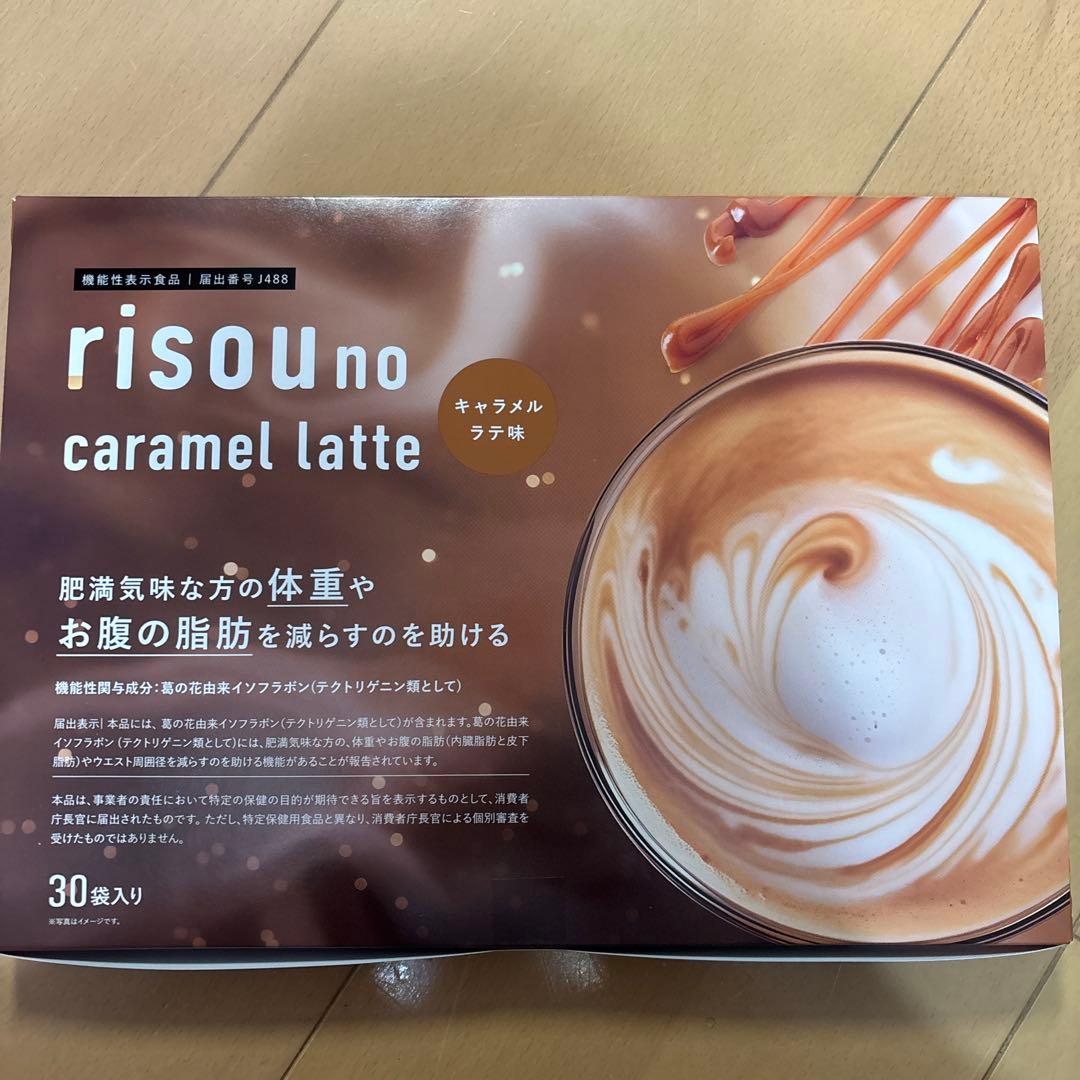 機能性表示食品 | 届出番号 J488
risou no
caramel latte
キャラメル
ラテ味
肥満気味な方の体重や
お腹の脂肪を減らすのを助ける
機能性関与成分:葛の花由来イソフラボン(テクトリゲニン類として)
届出表示| 本品には、葛の花由来イソフラボン(テクトリゲニン類として)が含まれます。葛の花由来
イソフラボン (テクトリゲニン類として)には、肥満気味な方の、体重やお腹の脂肪(内臓脂肪と皮下
脂肪)やウエスト周囲径を減らすのを助ける機能があることが報告されています。
本品は、事業者の責任において特定の保健の目的が期待できる旨を表示するものとして、消費者
庁長官に届出されたものです。ただし、特定保健用食品と異なり、消費者庁長官による個別審査を
受けたものではありません。
30袋入り
※写真はイメージです。